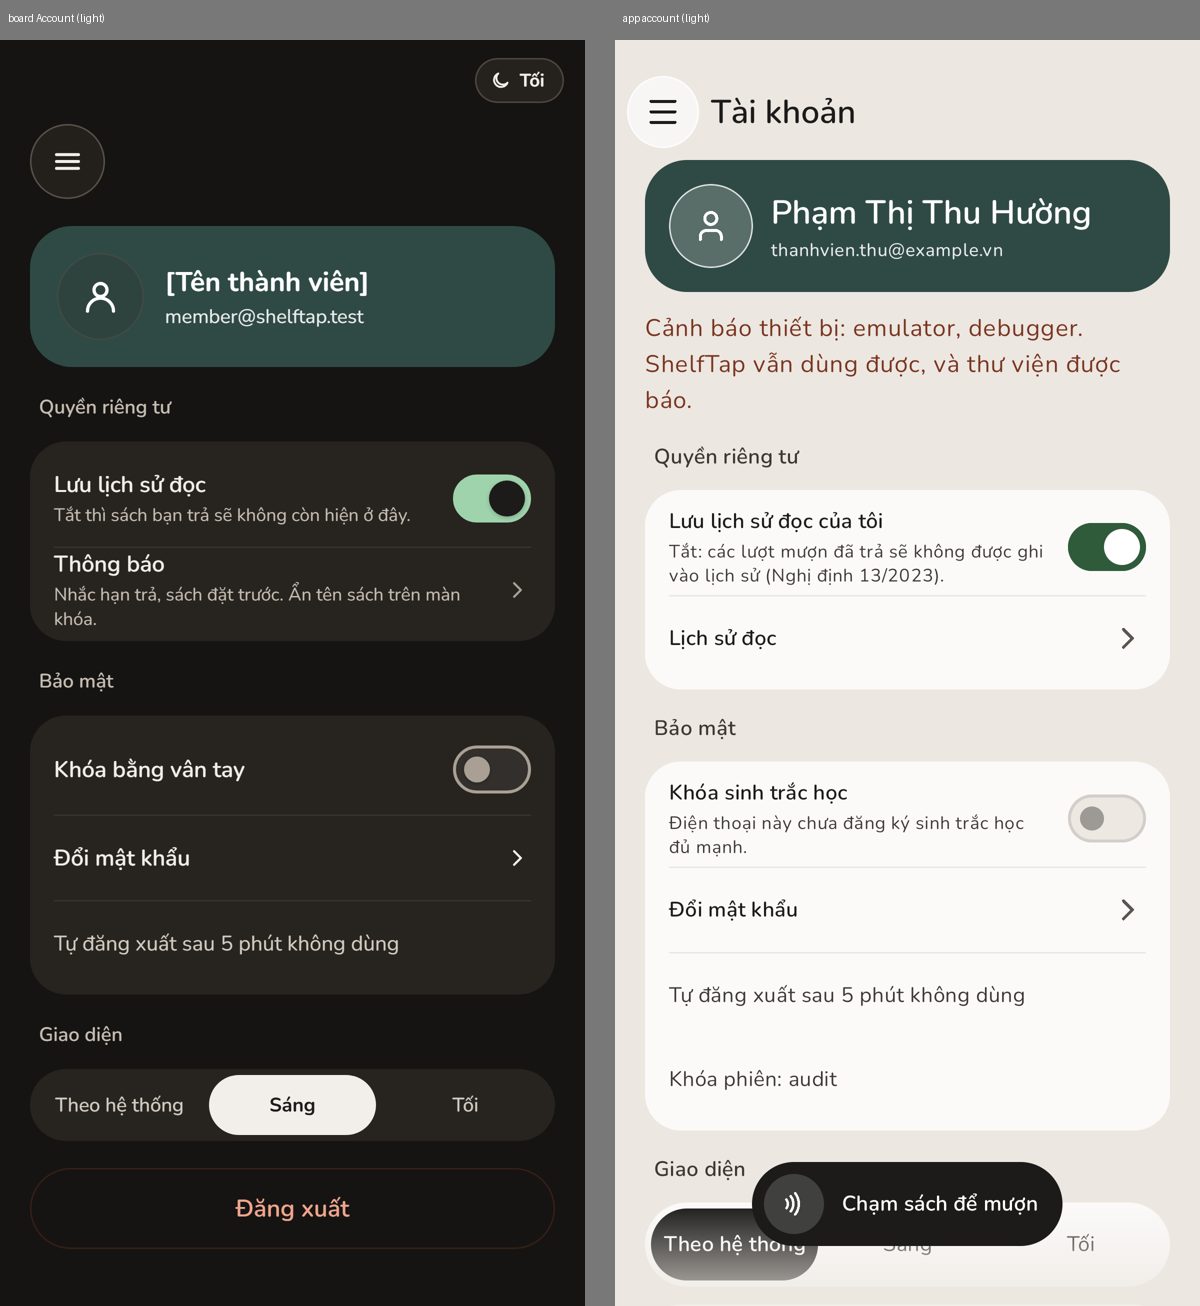 board Account (light)
Tối
[Tên thành viên]
member@shelftap.test
Quyền riêng tư
Lưu lịch sử đọc
Tắt thì sách bạn trả sẽ không còn hiện ở đây.
Thông báo
Nhắc hạn trả, sách đặt trước. Ẩn tên sách trên màn
khóa.
Bảo mật
Khóa bằng vân tay
Đổi mật khẩu
Tự đăng xuất sau 5 phút không dùng
Giao diện
Theo hệ thống Sáng Tối
Đăng xuất
app account (light)
Tài khoản
Phạm Thị Thu Hường
thanhvien.thu@example.vn
Cảnh báo thiết bị: emulator, debugger.
ShelfTap vẫn dùng được, và thư viện được
báo.
Quyền riêng tư
Lưu lịch sử đọc của tôi
Tắt: các lượt mượn đã trả sẽ không được ghi
vào lịch sử (Nghị định 13/2023).
Lịch sử đọc
Bảo mật
Khóa sinh trắc học
Điện thoại này chưa đăng ký sinh trắc học
đủ mạnh.
Đổi mật khẩu
Tự đăng xuất sau 5 phút không dùng
Khóa phiên: audit
Giao diện
Chạm sách để mượn
Theo hệ thống Sáng Tối